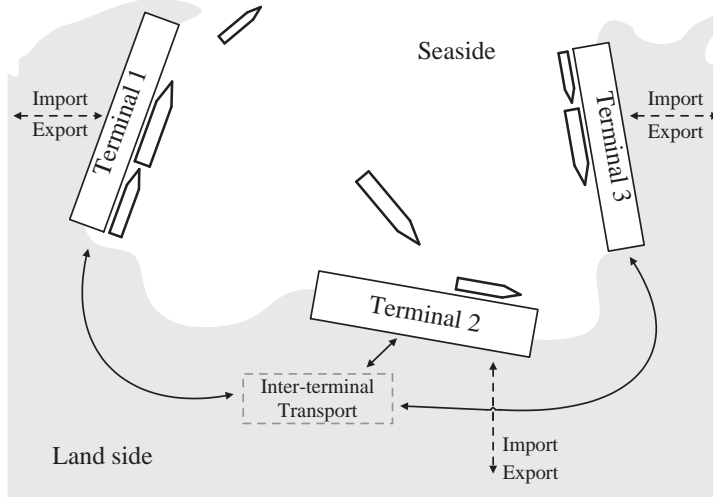 Seaside
Terminal 1
Import
Export
Terminal 3
Import
Export
Terminal 2
Inter-terminal
Transport
Import
Export
Land side